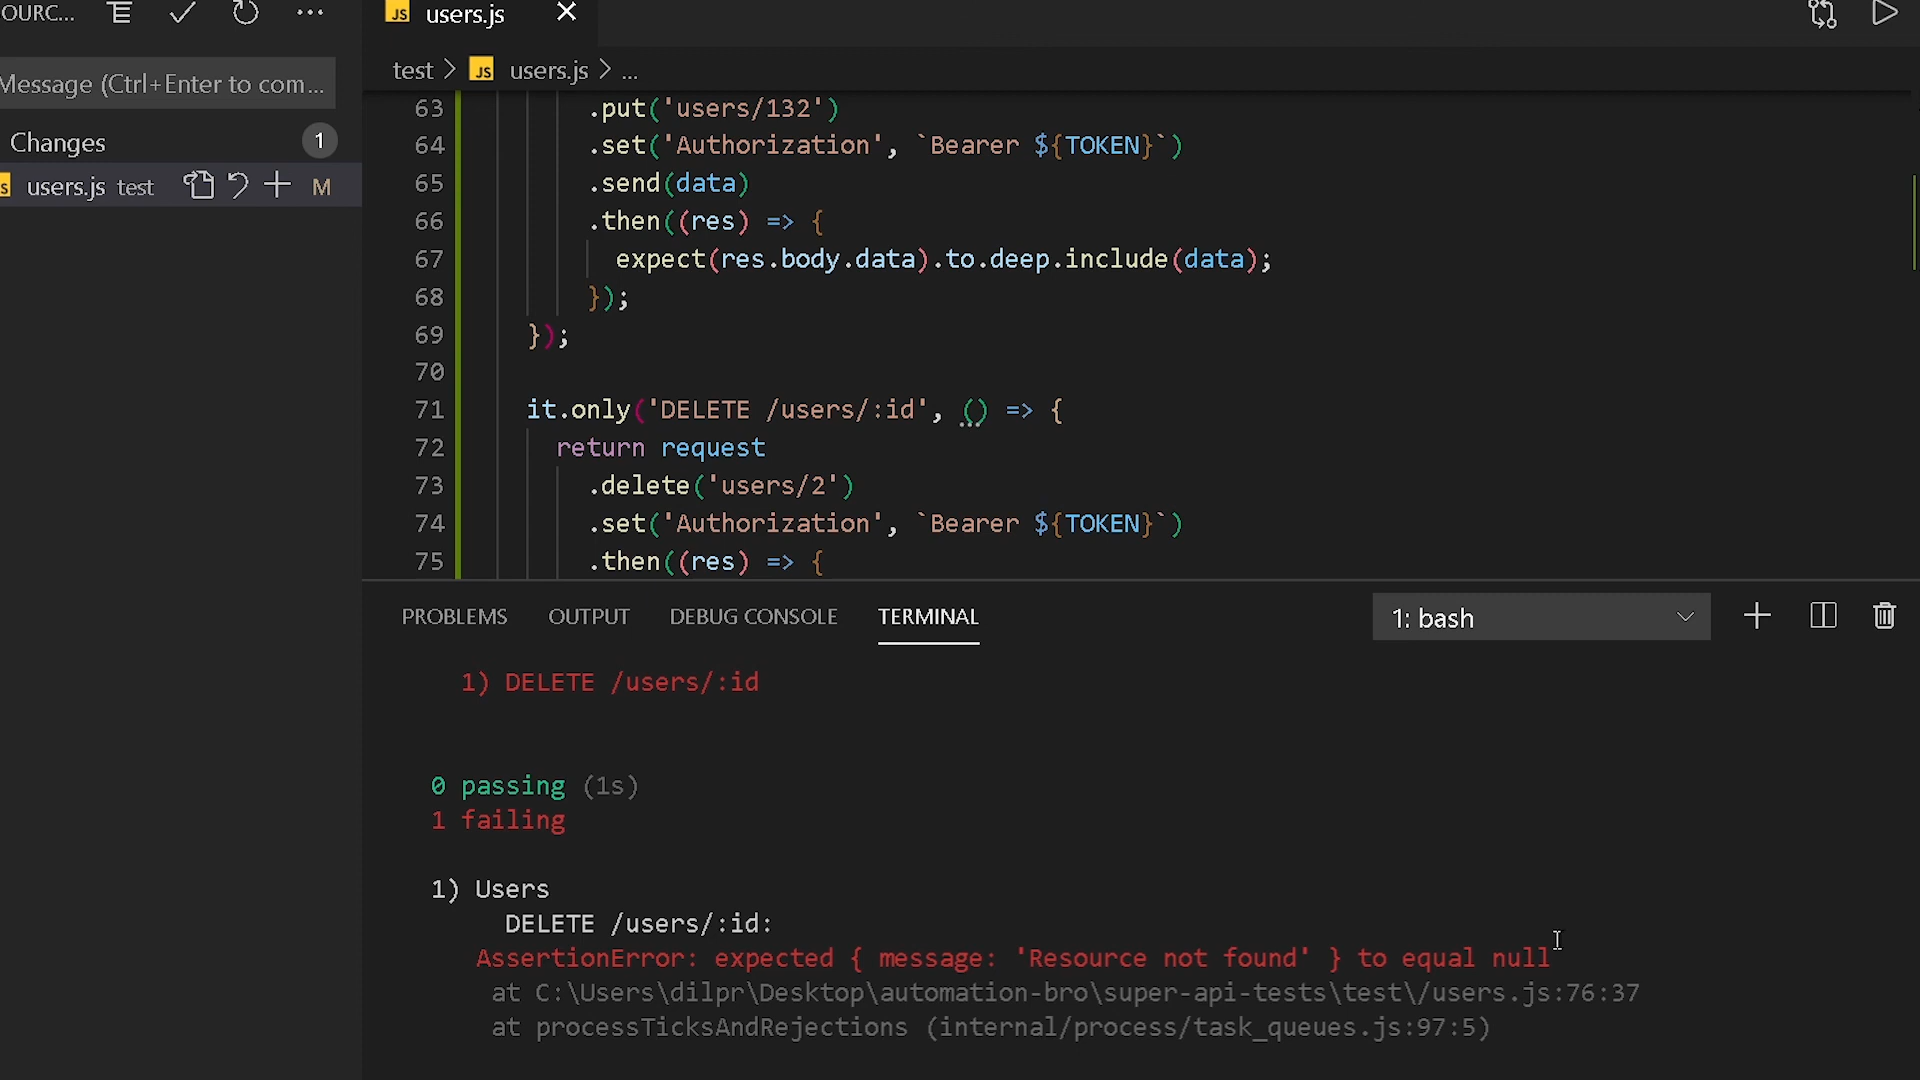 OURC... ...
JS users.js
Message (Ctrl+Enter to com...
Changes 1
s users.js test M
test > JS users.js > ...
63 .put('users/132')
64 .set('Authorization', `Bearer ${TOKEN}`)
65 .send(data)
66 .then((res) => {
67 expect(res.body.data).to.deep.include(data);
68 });
69 });
70
71 it.only('DELETE /users/:id', () => {
72 return request
73 .delete('users/2')
74 .set('Authorization', `Bearer ${TOKEN}`)
75 .then((res) => {
PROBLEMS OUTPUT DEBUG CONSOLE TERMINAL 1: bash
1) DELETE /users/:id
0 passing (1s)
1 failing
1) Users
DELETE /users/:id:
AssertionError: expected { message: 'Resource not found' } to equal null
at C:\Users\dilpr\Desktop\automation-bro\super-api-tests\test\/users.js:76:37
at processTicksAndRejections (internal/process/task_queues.js:97:5)